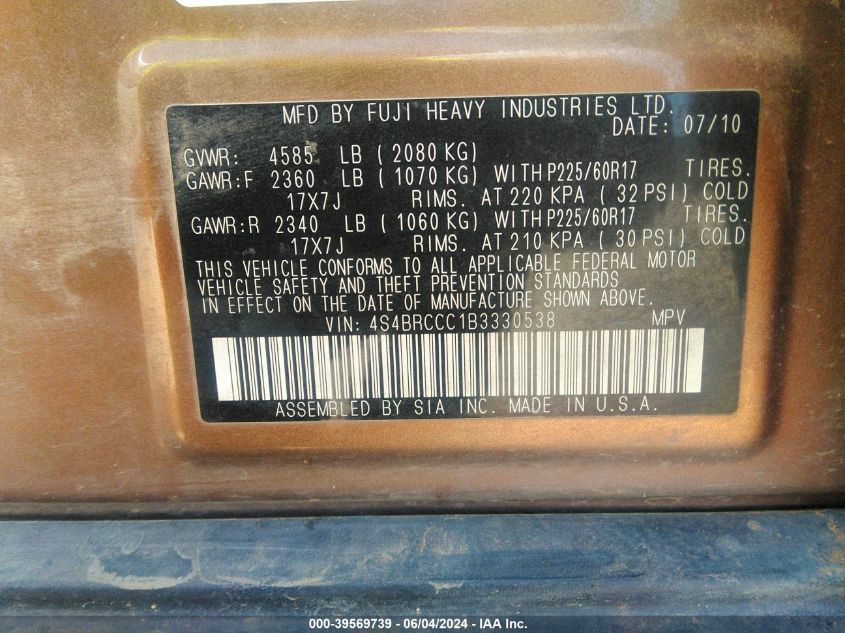 MFD BY FUJI HEAVY INDUSTRIES LTD.
DATE: 07/10
GVWR: 4585 LB ( 2080 KG)
GAWR:F 2360 LB ( 1070 KG) WITH P225/60R17 TIRES.
17X7J RIMS. AT 220 KPA ( 32 PSI) COLD
GAWR:R 2340 LB ( 1060 KG) WITH P225/60R17 TIRES.
17X7J RIMS. AT 210 KPA ( 30 PSI) COLD
THIS VEHICLE CONFORMS TO ALL APPLICABLE FEDERAL MOTOR
VEHICLE SAFETY AND THEFT PREVENTION STANDARDS
IN EFFECT ON THE DATE OF MANUFACTURE SHOWN ABOVE.
VIN: 4S4BRCCC1B3330538 MPV
ASSEMBLED BY SIA INC. MADE IN U.S.A.
000-39569739 - 06/04/2024 - IAA Inc.